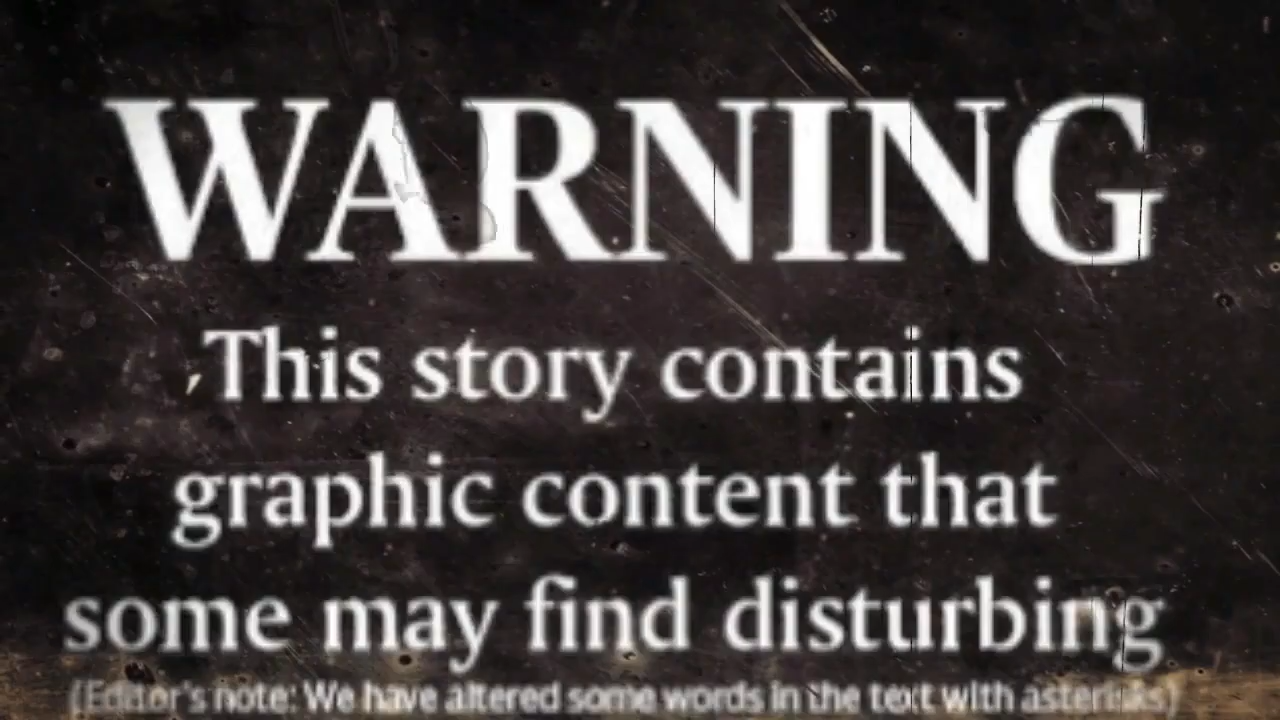 WARNING
This story contains
graphic content that
some may find disturbing
(Editor's note: We have altered some words in the text with asterisks)